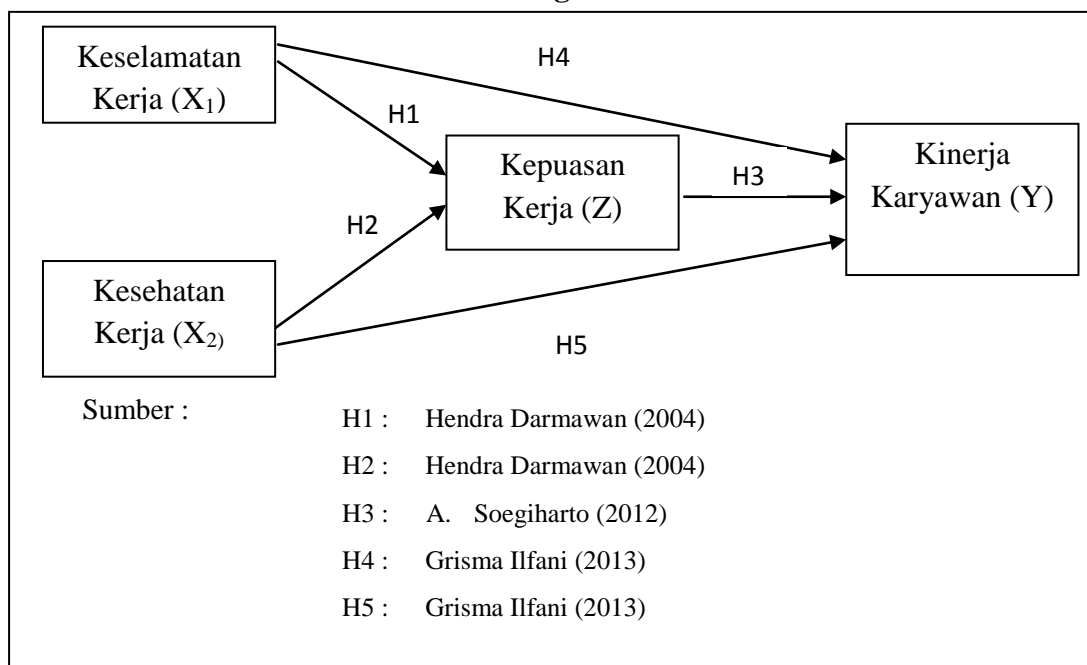 Keselamatan
Kerja (X₁)
H4
H1
Kepuasan
Kerja (Z)
H3
Kinerja
Karyawan (Y)
H2
Kesehatan
Kerja (X₂)
H5
Sumber :
H1 : Hendra Darmawan (2004)
H2 : Hendra Darmawan (2004)
H3 : A. Soegiharto (2012)
H4 : Grisma Ilfani (2013)
H5 : Grisma Ilfani (2013)